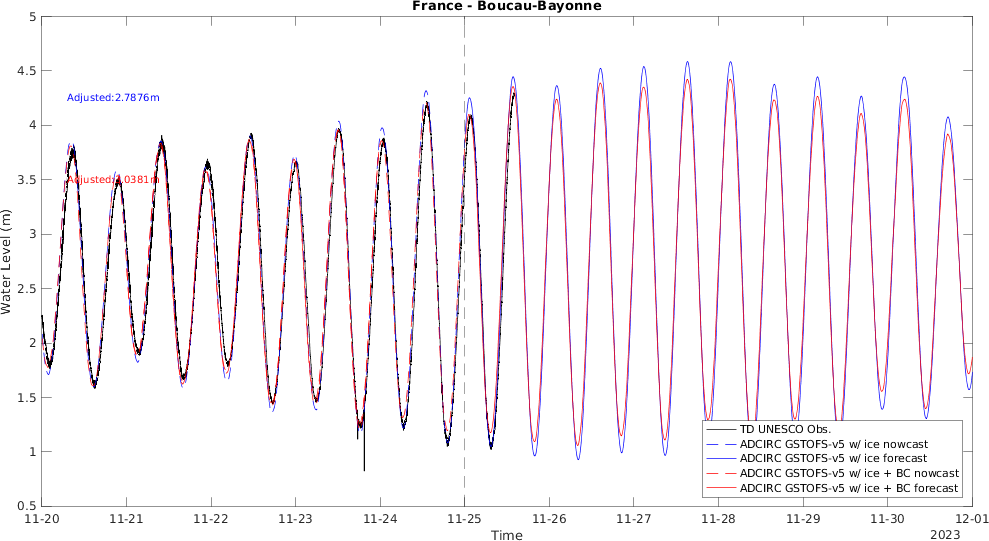 France - Boucau-Bayonne
5
4.5
4
3.5
3
2.5
2
1.5
1
0.5
Water Level (m)
Adjusted:2.7876m
TD UNESCO Obs.
ADCIRC GSTOFS-v5 w/ ice nowcast
ADCIRC GSTOFS-v5 w/ ice forecast
ADCIRC GSTOFS-v5 w/ ice + BC nowcast
ADCIRC GSTOFS-v5 w/ ice + BC forecast
11-20 11-21 11-22 11-23 11-24 11-25 11-26 11-27 11-28 11-29 11-30 12-01
Time
2023